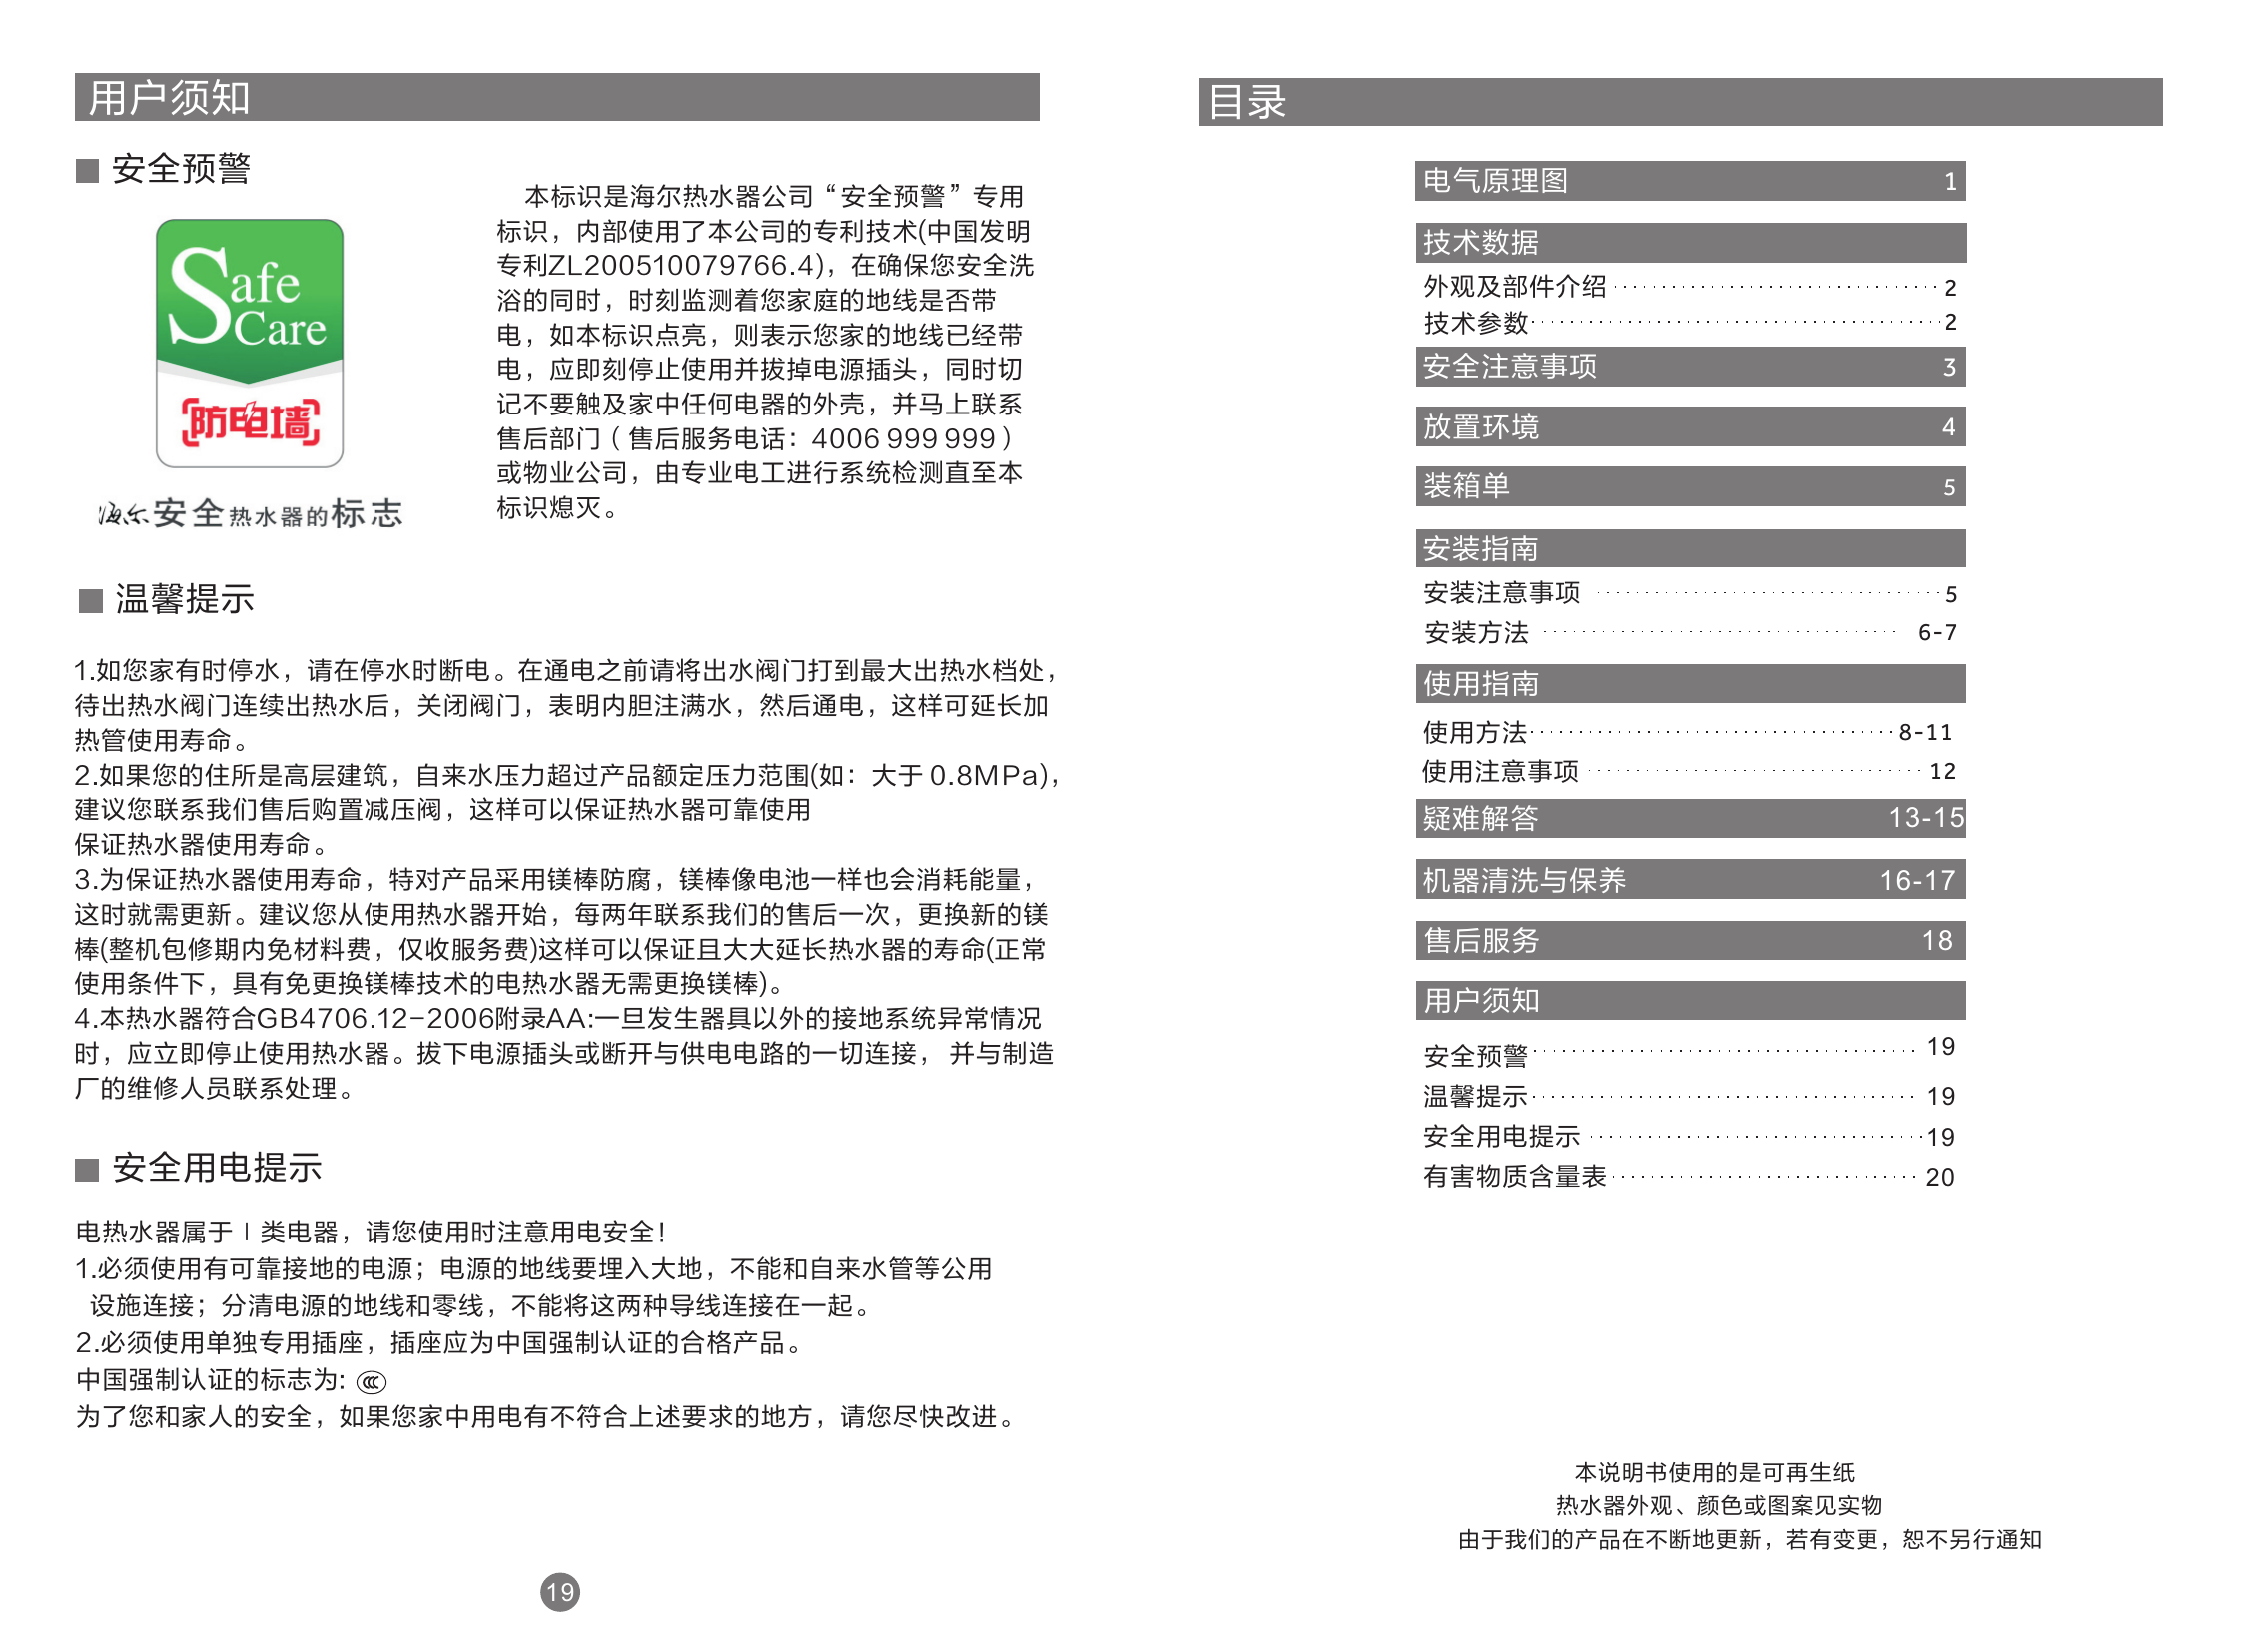 用户须知
安全预警
Safe
Care
防电墙
海尔安全热水器的标志
本标识是海尔热水器公司“安全预警”专用
标识，内部使用了本公司的专利技术(中国发明
专利ZL200510079766.4)，在确保您安全洗
浴的同时，时刻监测着您家庭的地线是否带
电，如本标识点亮，则表示您家的地线已经带
电，应即刻停止使用并拔掉电源插头，同时切
记不要触及家中任何电器的外壳，并马上联系
售后部门（售后服务电话：4006 999 999）
或物业公司，由专业电工进行系统检测直至本
标识熄灭。
温馨提示
1.如您家有时停水，请在停水时断电。在通电之前请将出水阀门打到最大出热水档处，
待出热水阀门连续出热水后，关闭阀门，表明内胆注满水，然后通电，这样可延长加
热管使用寿命。
2.如果您的住所是高层建筑，自来水压力超过产品额定压力范围(如：大于 0.8MPa)，
建议您联系我们售后购置减压阀，这样可以保证热水器可靠使用
保证热水器使用寿命。
3.为保证热水器使用寿命，特对产品采用镁棒防腐，镁棒像电池一样也会消耗能量，
这时就需更新。建议您从使用热水器开始，每两年联系我们的售后一次，更换新的镁
棒(整机包修期内免材料费，仅收服务费)这样可以保证且大大延长热水器的寿命(正常
使用条件下，具有免更换镁棒技术的电热水器无需更换镁棒)。
4.本热水器符合GB4706.12-2006附录AA:一旦发生器具以外的接地系统异常情况
时，应立即停止使用热水器。拔下电源插头或断开与供电电路的一切连接， 并与制造
厂的维修人员联系处理。
安全用电提示
电热水器属于 I 类电器，请您使用时注意用电安全！
1.必须使用有可靠接地的电源；电源的地线要埋入大地，不能和自来水管等公用
设施连接；分清电源的地线和零线，不能将这两种导线连接在一起。
2.必须使用单独专用插座，插座应为中国强制认证的合格产品。
中国强制认证的标志为: CCC
为了您和家人的安全，如果您家中用电有不符合上述要求的地方，请您尽快改进。
19
目录
电气原理图 1
技术数据
外观及部件介绍 2
技术参数 2
安全注意事项 3
放置环境 4
装箱单 5
安装指南
安装注意事项 5
安装方法 6-7
使用指南
使用方法 8-11
使用注意事项 12
疑难解答 13-15
机器清洗与保养 16-17
售后服务 18
用户须知
安全预警 19
温馨提示 19
安全用电提示 19
有害物质含量表 20
本说明书使用的是可再生纸
热水器外观、颜色或图案见实物
由于我们的产品在不断地更新，若有变更，恕不另行通知